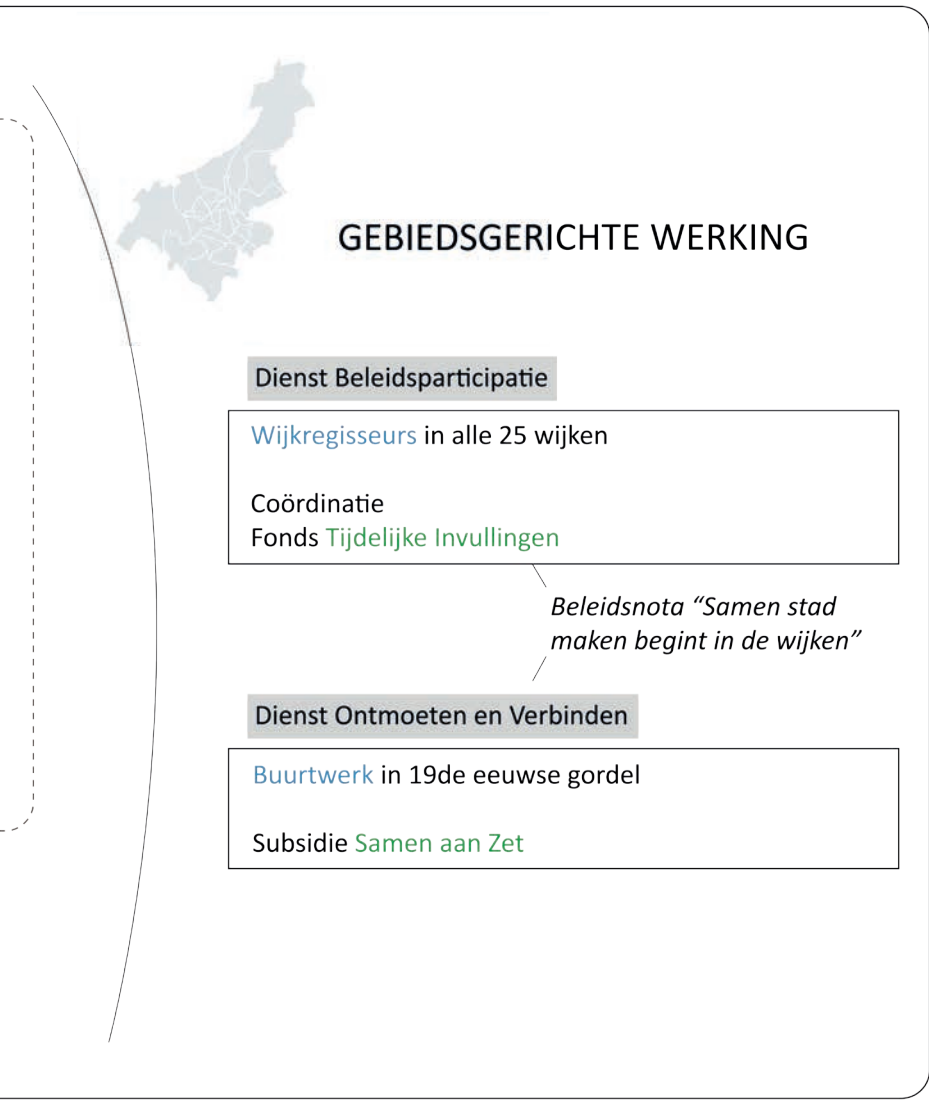 GEBIEDSGERICHTE WERKING
Dienst Beleidsparticipatie
Wijkregisseurs in alle 25 wijken
Coördinatie
Fonds Tijdelijke Invullingen
Beleidsnota “Samen stad
maken begint in de wijken”
Dienst Ontmoeten en Verbinden
Buurtwerk in 19de eeuwse gordel
Subsidie Samen aan Zet